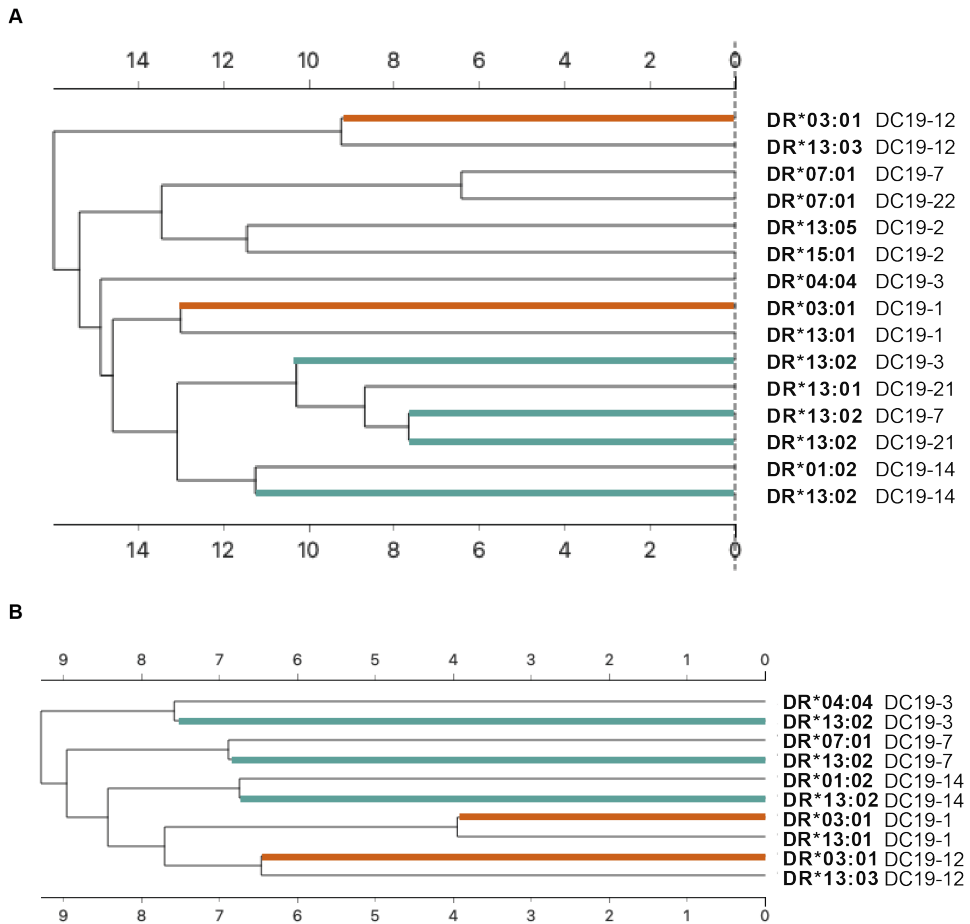 A
14 12 10 8 6 4 2 0
DR*03:01 DC19-12
DR*13:03 DC19-12
DR*07:01 DC19-7
DR*07:01 DC19-22
DR*13:05 DC19-2
DR*15:01 DC19-2
DR*04:04 DC19-3
DR*03:01 DC19-1
DR*13:01 DC19-1
DR*13:02 DC19-3
DR*13:01 DC19-21
DR*13:02 DC19-7
DR*13:02 DC19-21
DR*01:02 DC19-14
DR*13:02 DC19-14
14 12 10 8 6 4 2 0
B
9 8 7 6 5 4 3 2 1 0
DR*04:04 DC19-3
DR*13:02 DC19-3
DR*07:01 DC19-7
DR*13:02 DC19-7
DR*01:02 DC19-14
DR*13:02 DC19-14
DR*03:01 DC19-1
DR*13:01 DC19-1
DR*03:01 DC19-12
DR*13:03 DC19-12
9 8 7 6 5 4 3 2 1 0